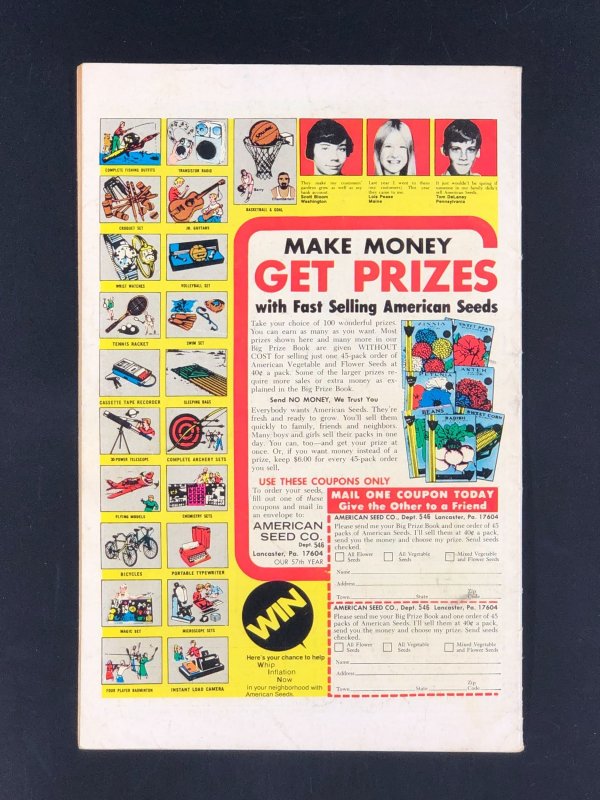 COMPLETE FISHING OUTFITS
TRANSISTOR RADIO
CROQUET SET
JR. GUITARS
WRIST WATCHES
VOLLEYBALL SET
TENNIS RACKET
SWIM SET
CASSETTE TAPE RECORDER
SLEEPING BAGS
30-POWER TELESCOPE
COMPLETE ARCHERY SETS
FLYING MODELS
CHEMISTRY SETS
BICYCLES
PORTABLE TYPEWRITER
MAGIC SET
MICROSCOPE SETS
FOUR PLAYER BADMINTON
INSTANT LOAD CAMERA
BASKETBALL & GOAL
They make my customers'
gardens grow as well as my
bank account.
Scott Bloom
Washington
Last year I went to them
(my customers). This year
they came to me.
Lois Pease
Maine
It just wouldn't be spring if
someone in my family didn't
sell American Seeds.
Tom DeLaney
Pennsylvania
MAKE MONEY
GET PRIZES
with Fast Selling American Seeds
Take your choice of 100 wonderful prizes.
You can earn as many as you want. Most
prizes shown here and many more in our
Big Prize Book are given WITHOUT
COST for selling just one 45-pack order of
American Vegetable and Flower Seeds at
40¢ a pack. Some of the larger prizes re-
quire more sales or extra money as ex-
plained in the Big Prize Book.
Send NO MONEY, We Trust You
Everybody wants American Seeds. They're
fresh and ready to grow. You'll sell them
quickly to family, friends and neighbors.
Many boys and girls sell their packs in one
day. You can, too—and get your prize at
once. Or, if you want money instead of a
prize, keep $6.00 for every 45-pack order
you sell.
ZINNIA
SWEET PEAS
PETUNIA
ASTER
BEANS
RADISH
SWEET CORN
USE THESE COUPONS ONLY
To order your seeds,
fill out one of these
coupons and mail in
an envelope to:
AMERICAN
SEED CO.
Dept. 546
Lancaster, Pa. 17604
OUR 57th YEAR
WIN
Here's your chance to help
Whip
Inflation
Now
in your neighborhood with
American Seeds.
MAIL ONE COUPON TODAY
Give the Other to a Friend
AMERICAN SEED CO., Dept. 546 Lancaster, Pa. 17604
Please send me your Big Prize Book and one order of 45
packs of American Seeds. I'll sell them at 40¢ a pack,
send you the money and choose my prize. Send seeds
checked.
All Flower Seeds
All Vegetable Seeds
Mixed Vegetable and Flower Seeds
Name
Address
Town State Zip Code
AMERICAN SEED CO., Dept. 546 Lancaster, Pa. 17604
Please send me your Big Prize Book and one order of 45
packs of American Seeds. I'll sell them at 40¢ a pack,
send you the money and choose my prize. Send seeds
checked.
All Flower Seeds
All Vegetable Seeds
Mixed Vegetable and Flower Seeds
Name
Address
Town State Zip Code